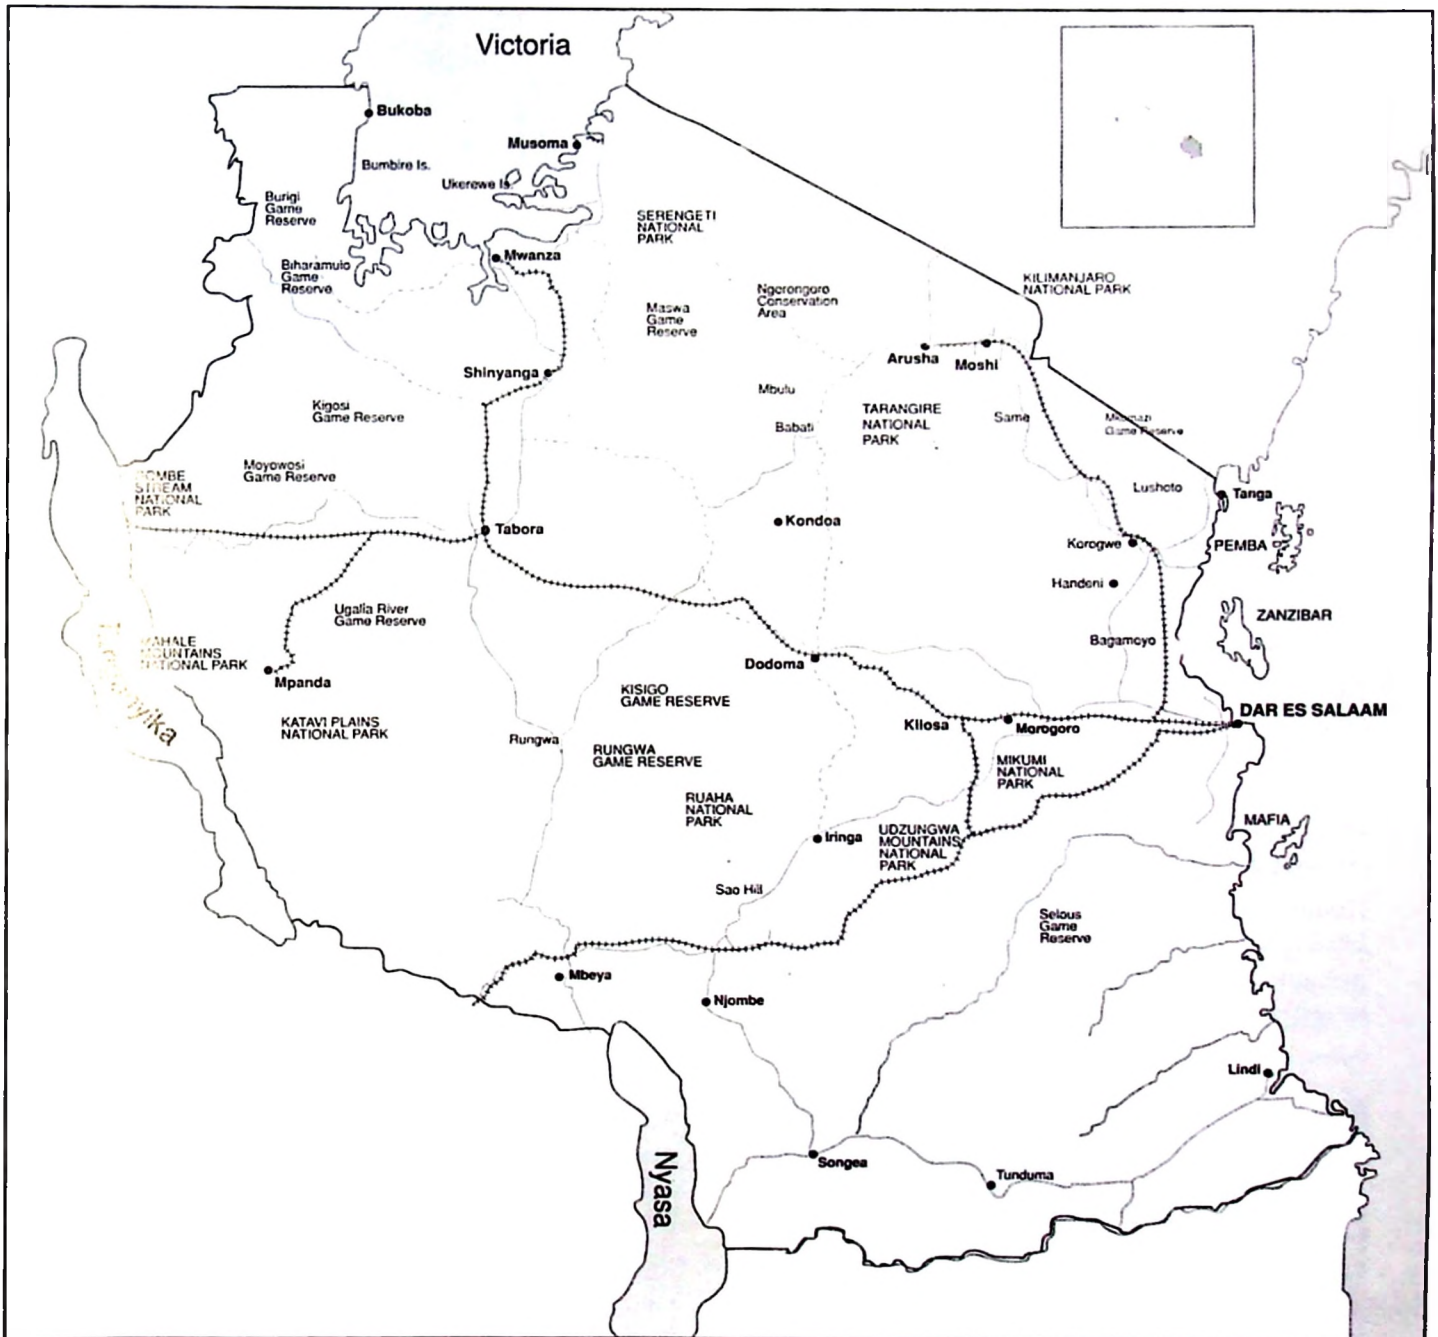 Victoria
Bukoba
Musoma
Bumbire Is.
Ukerewe Is.
Burigi
Game
Reserve
SERENGETI
NATIONAL
PARK
Mwanza
Biharamulo
Game
Reserve
KILIMANJARO
NATIONAL PARK
Ngorongoro
Conservation
Area
Maswa
Game
Reserve
Arusha
Moshi
Shinyanga
Mbulu
Kigosi
Game Reserve
TARANGIRE
NATIONAL
PARK
Same
Game Reserve
Babati
Moyowosi
Game Reserve
STREAM
NATIONAL
PARK
Lushoto
Tanga
Tabora
Kondoa
Korogwe
PEMBA
Handeni
Ugalla River
Game Reserve
ZANZIBAR
Bagamoyo
MAHALE
MOUNTAINS
NATIONAL PARK
Dodoma
Mpanda
KISIGO
GAME RESERVE
DAR ES SALAAM
KATAVI PLAINS
NATIONAL PARK
Kilosa
Morogoro
Rungwa
RUNGWA
GAME RESERVE
MIKUMI
NATIONAL
PARK
RUAHA
NATIONAL
PARK
MAFIA
Iringa
UDZUNGWA
MOUNTAINS
NATIONAL
PARK
Sao Hill
Selous
Game
Reserve
Mbeya
Njombe
Lindi
Songea
Tunduma
Nyasa